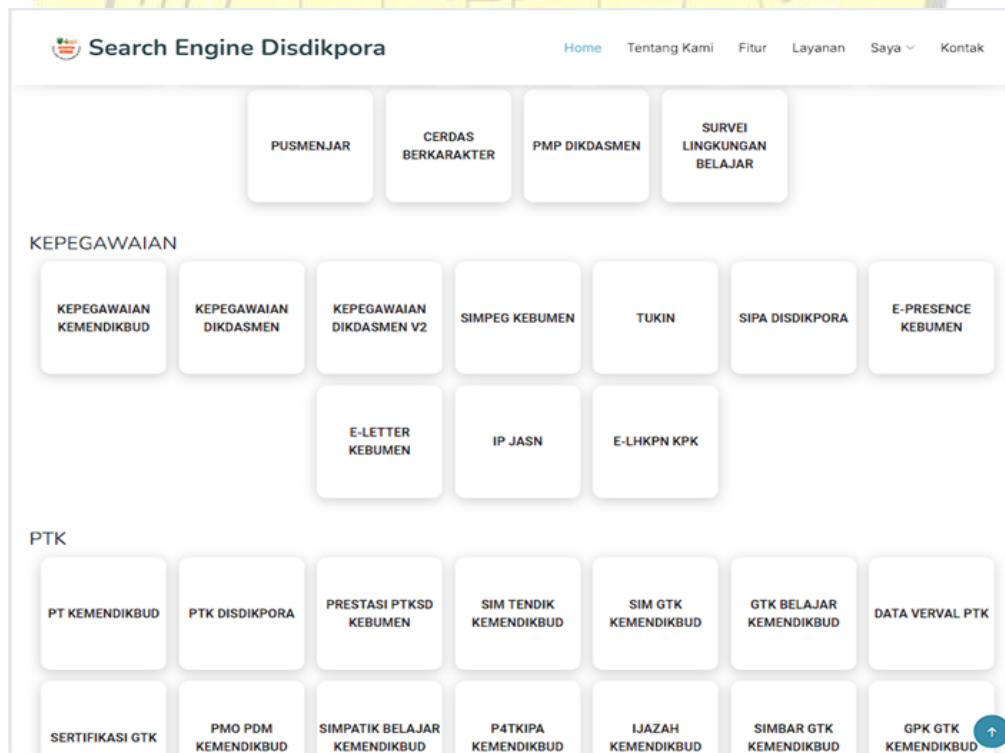 Search Engine Disdikpora
Home Tentang Kami Fitur Layanan Saya Kontak
PUSMENJAR
CERDAS
BERKARAKTER
PMP DIKDASMEN
SURVEI
LINGKUNGAN
BELAJAR
KEPEGAWAIAN
KEPEGAWAIAN
KEMENDIKBUD
KEPEGAWAIAN
DIKDASMEN
KEPEGAWAIAN
DIKDASMEN V2
SIMPEG KEBUMEN
TUKIN
SIPA DISDIKPORA
E-PRESENCE
KEBUMEN
E-LETTER
KEBUMEN
IP JASN
E-LHKPN KPK
PTK
PT KEMENDIKBUD
PTK DISDIKPORA
PRESTASI PTKSD
KEBUMEN
SIM TENDIK
KEMENDIKBUD
SIM GTK
KEMENDIKBUD
GTK BELAJAR
KEMENDIKBUD
DATA VERVAL PTK
SERTIFIKASI GTK
PMO PDM
KEMENDIKBUD
SIMPATIK BELAJAR
KEMENDIKBUD
P4TKIPA
KEMENDIKBUD
IJAZAH
KEMENDIKBUD
SIMBAR GTK
KEMENDIKBUD
GPK GTK
KEMENDIKBUD